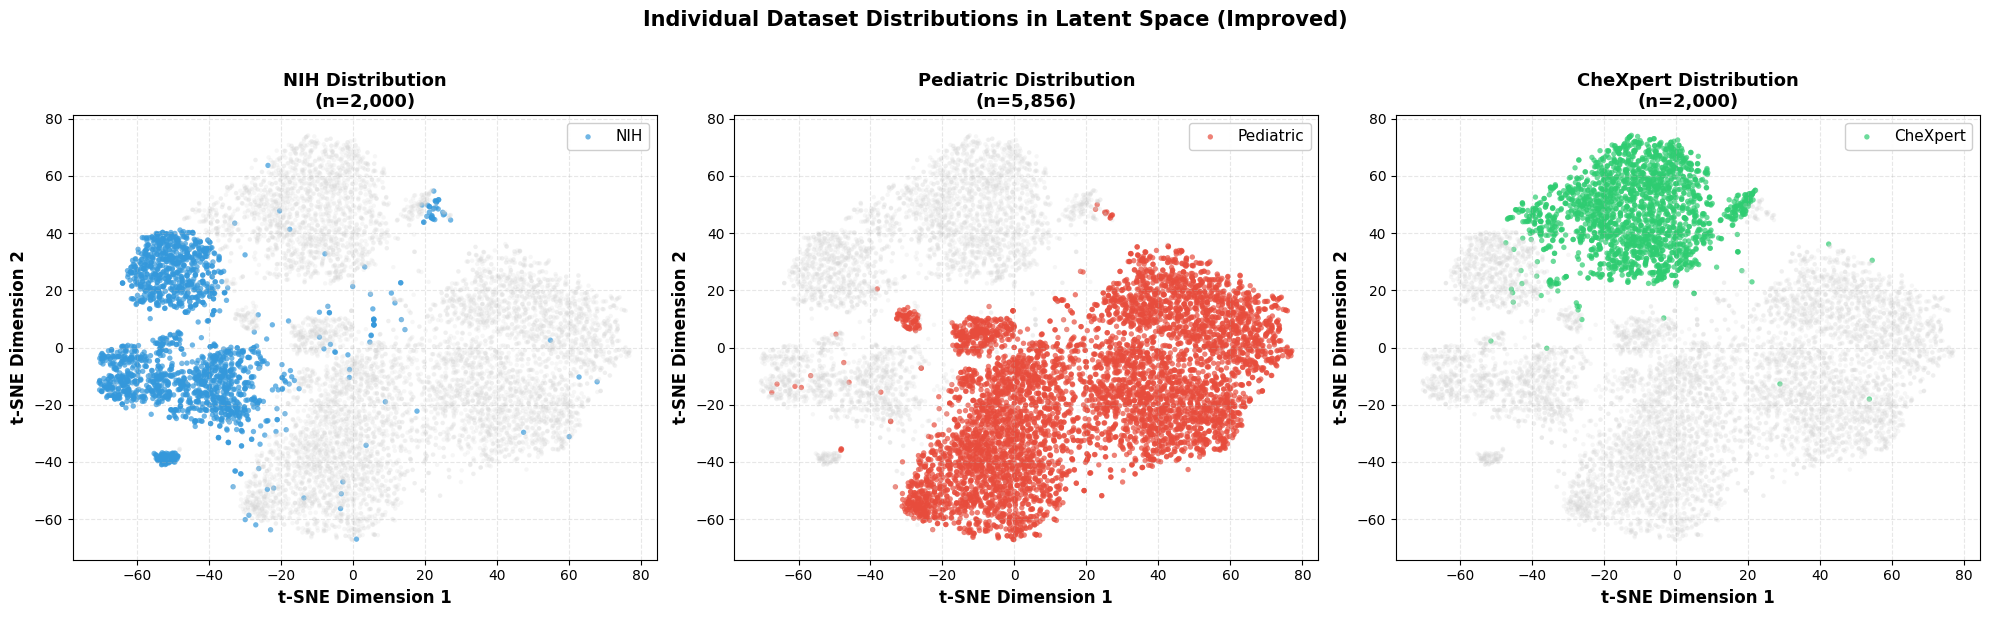 Individual Dataset Distributions in Latent Space (Improved)
NIH Distribution
(n=2,000)
NIH
80
60
40
20
0
−20
−40
−60
−60 −40 −20 0 20 40 60 80
t-SNE Dimension 1
t-SNE Dimension 2
Pediatric Distribution
(n=5,856)
Pediatric
80
60
40
20
0
−20
−40
−60
−60 −40 −20 0 20 40 60 80
t-SNE Dimension 1
t-SNE Dimension 2
CheXpert Distribution
(n=2,000)
CheXpert
80
60
40
20
0
−20
−40
−60
−60 −40 −20 0 20 40 60 80
t-SNE Dimension 1
t-SNE Dimension 2